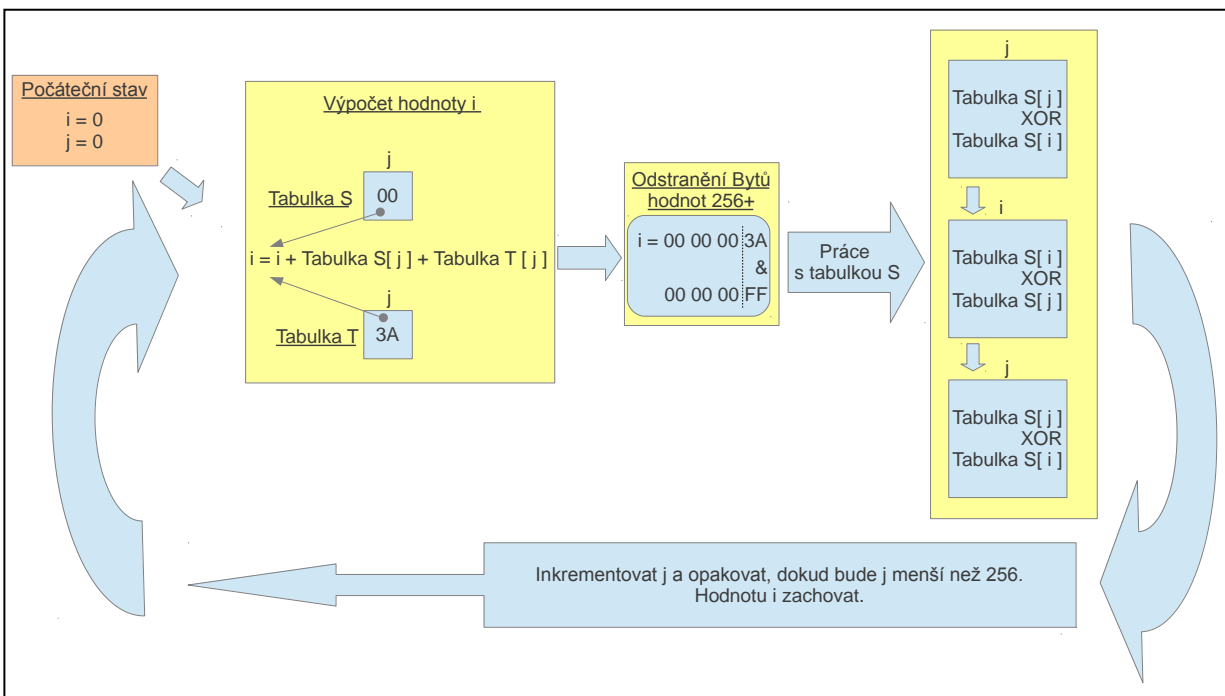 Počáteční stav
i = 0
j = 0
Výpočet hodnoty i
j
Tabulka S
00
i = i + Tabulka S[ j ] + Tabulka T [ j ]
j
Tabulka T
3A
Odstranění Bytů
hodnot 256+
i = 00 00 00 3A
&
00 00 00 FF
Práce
s tabulkou S
j
Tabulka S[ j ]
XOR
Tabulka S[ i ]
i
Tabulka S[ i ]
XOR
Tabulka S[ j ]
j
Tabulka S[ j ]
XOR
Tabulka S[ i ]
Inkrementovat j a opakovat, dokud bude j menší než 256.
Hodnotu i zachovat.